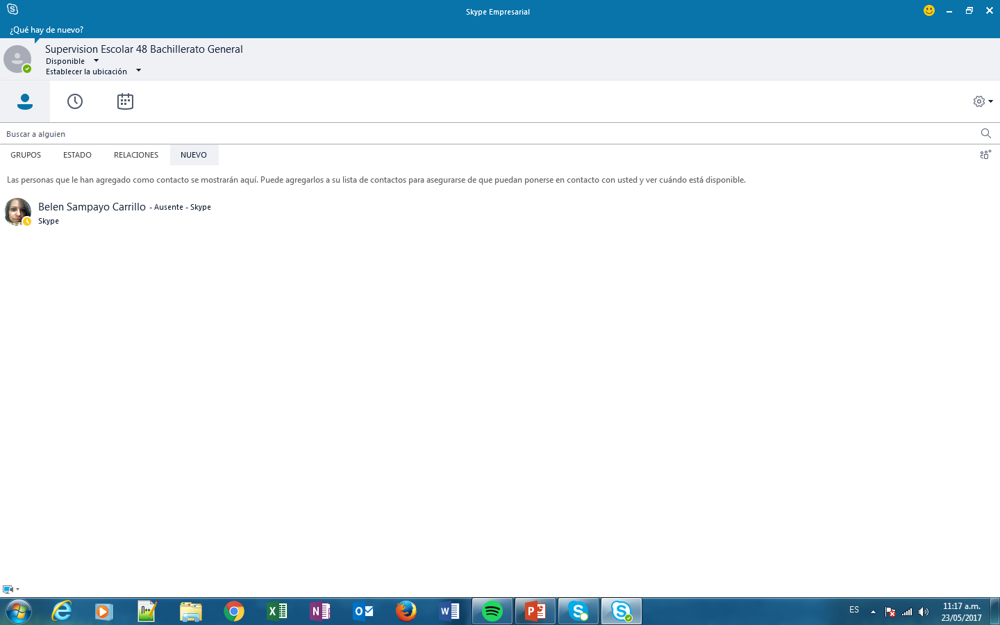 Skype Empresarial
¿Qué hay de nuevo?
Supervision Escolar 48 Bachillerato General
Disponible
Establecer la ubicación
Buscar a alguien
GRUPOS ESTADO RELACIONES NUEVO
Las personas que le han agregado como contacto se mostrarán aquí. Puede agregarlos a su lista de contactos para asegurarse de que puedan ponerse en contacto con usted y ver cuándo está disponible.
Belen Sampayo Carrillo - Ausente - Skype
Skype
ES
11:17 a.m.
23/05/2017